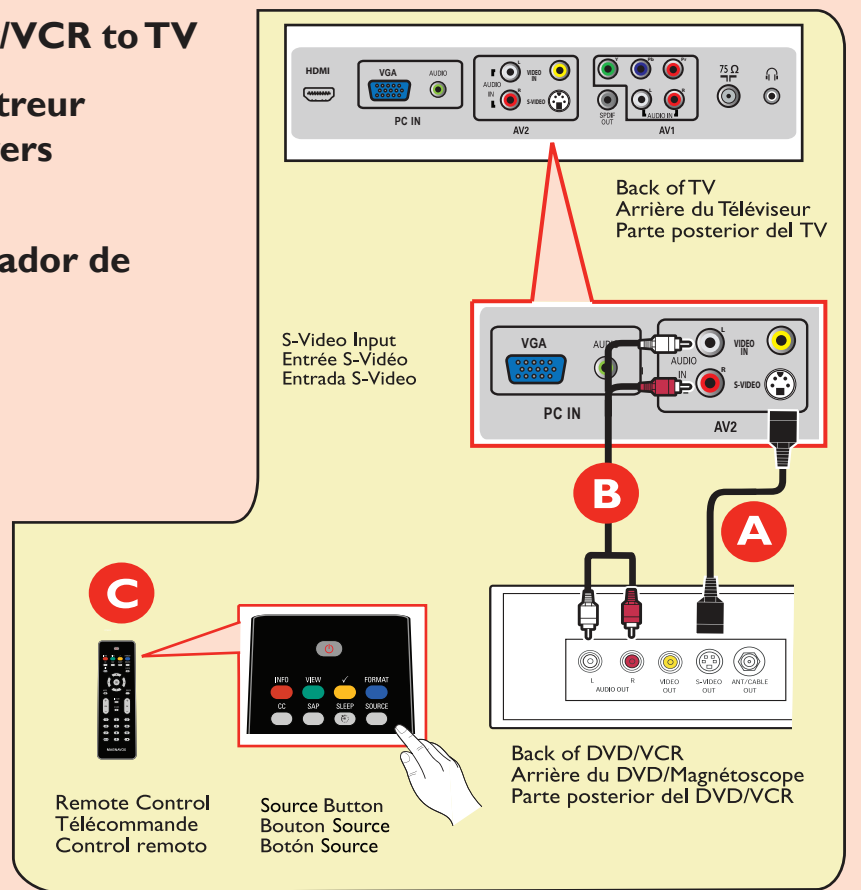 /VCR to TV
treur
ers
ador de
HDMI
VGA
AUDIO
PC IN
L
AUDIO
IN
R
VIDEO
IN
S-VIDEO
AV2
Y
Pb
Pr
SPDIF
OUT
L
R
AUDIO IN
AV1
75 Ω
Back of TV
Arrière du Téléviseur
Parte posterior del TV
S-Video Input
Entrée S-Vidéo
Entrada S-Video
VGA
PC IN
L
AUDIO
IN
R
VIDEO
IN
S-VIDEO
AV2
B
A
C
INFO VIEW ✓ FORMAT
CC SAP SLEEP SOURCE
MAGNAVOX
L R
AUDIO OUT
VIDEO
OUT
S-VIDEO
OUT
ANT/CABLE
OUT
Remote Control
Télécommande
Control remoto
Source Button
Bouton Source
Botón Source
Back of DVD/VCR
Arrière du DVD/Magnétoscope
Parte posterior del DVD/VCR